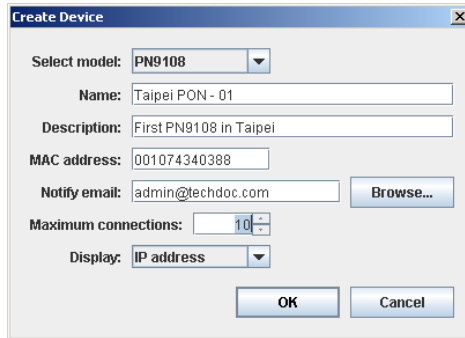 Create Device
Select model: PN9108
Name: Taipei PON - 01
Description: First PN9108 in Taipei
MAC address: 001074340388
Notify email: admin@techdoc.com Browse...
Maximum connections: 10
Display: IP address
OK Cancel